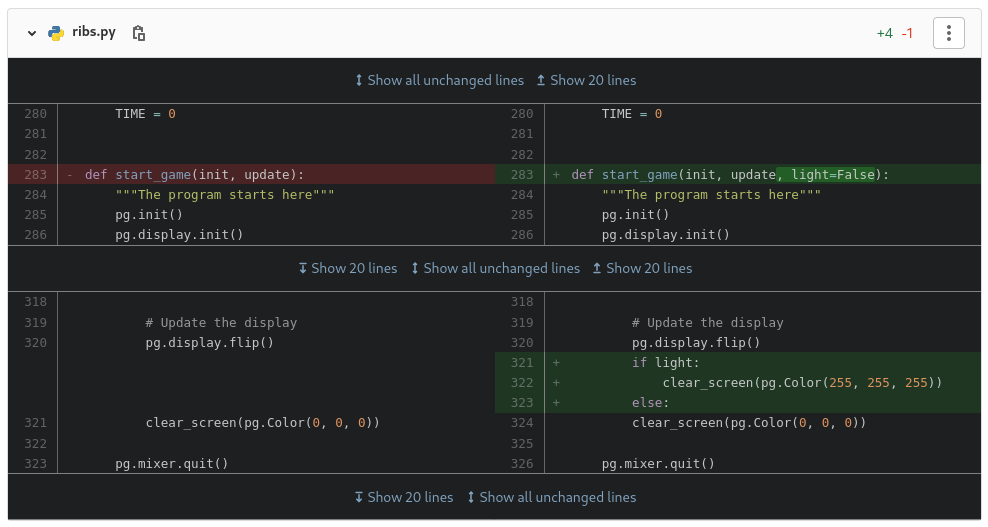 ribs.py +4 -1
Show all unchanged lines Show 20 lines
280 TIME = 0 280 TIME = 0
281 281
282 282
283 - def start_game(init, update): 283 + def start_game(init, update, light=False):
284 """The program starts here""" 284 """The program starts here"""
285 pg.init() 285 pg.init()
286 pg.display.init() 286 pg.display.init()
Show 20 lines Show all unchanged lines Show 20 lines
318 318
319 # Update the display 319 # Update the display
320 pg.display.flip() 320 pg.display.flip()
321 + if light:
322 + clear_screen(pg.Color(255, 255, 255))
323 + else:
321 clear_screen(pg.Color(0, 0, 0)) 324 clear_screen(pg.Color(0, 0, 0))
322 325
323 pg.mixer.quit() 326 pg.mixer.quit()
Show 20 lines Show all unchanged lines